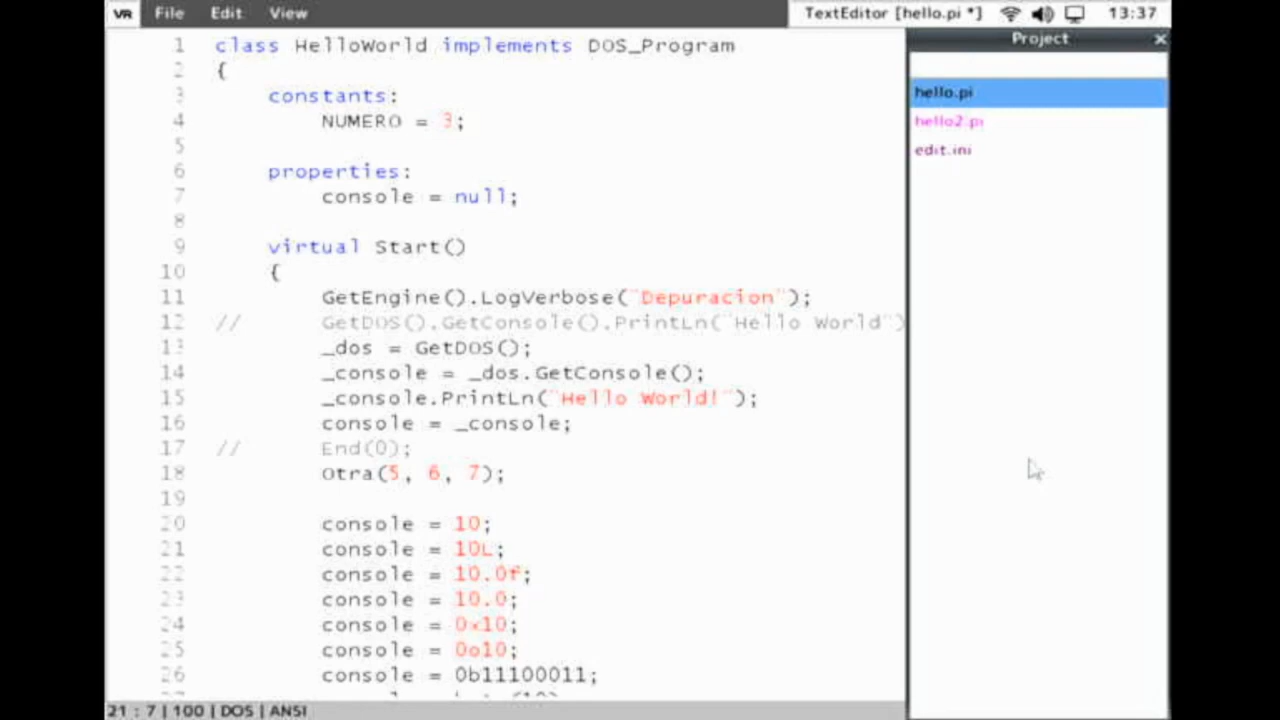 VR File Edit View TextEditor [hello.pi *] 13:37
Project
hello.pi
hello2.pi
edit.ini
1 class HelloWorld implements DOS_Program
2 {
3 constants:
4 NUMERO = 3;
5
6 properties:
7 console = null;
8
9 virtual Start()
10 {
11 GetEngine().LogVerbose("Depuracion");
12 // GetDOS().GetConsole().PrintLn("Hello World")
13 _dos = GetDOS();
14 _console = _dos.GetConsole();
15 _console.PrintLn("Hello World!");
16 console = _console;
17 // End(0);
18 Otra(5, 6, 7);
19
20 console = 10;
21 console = 10L;
22 console = 10.0f;
23 console = 10.0;
24 console = 0x10;
25 console = 0o10;
26 console = 0b11100011;
21 : 7 | 100 | DOS | ANSI